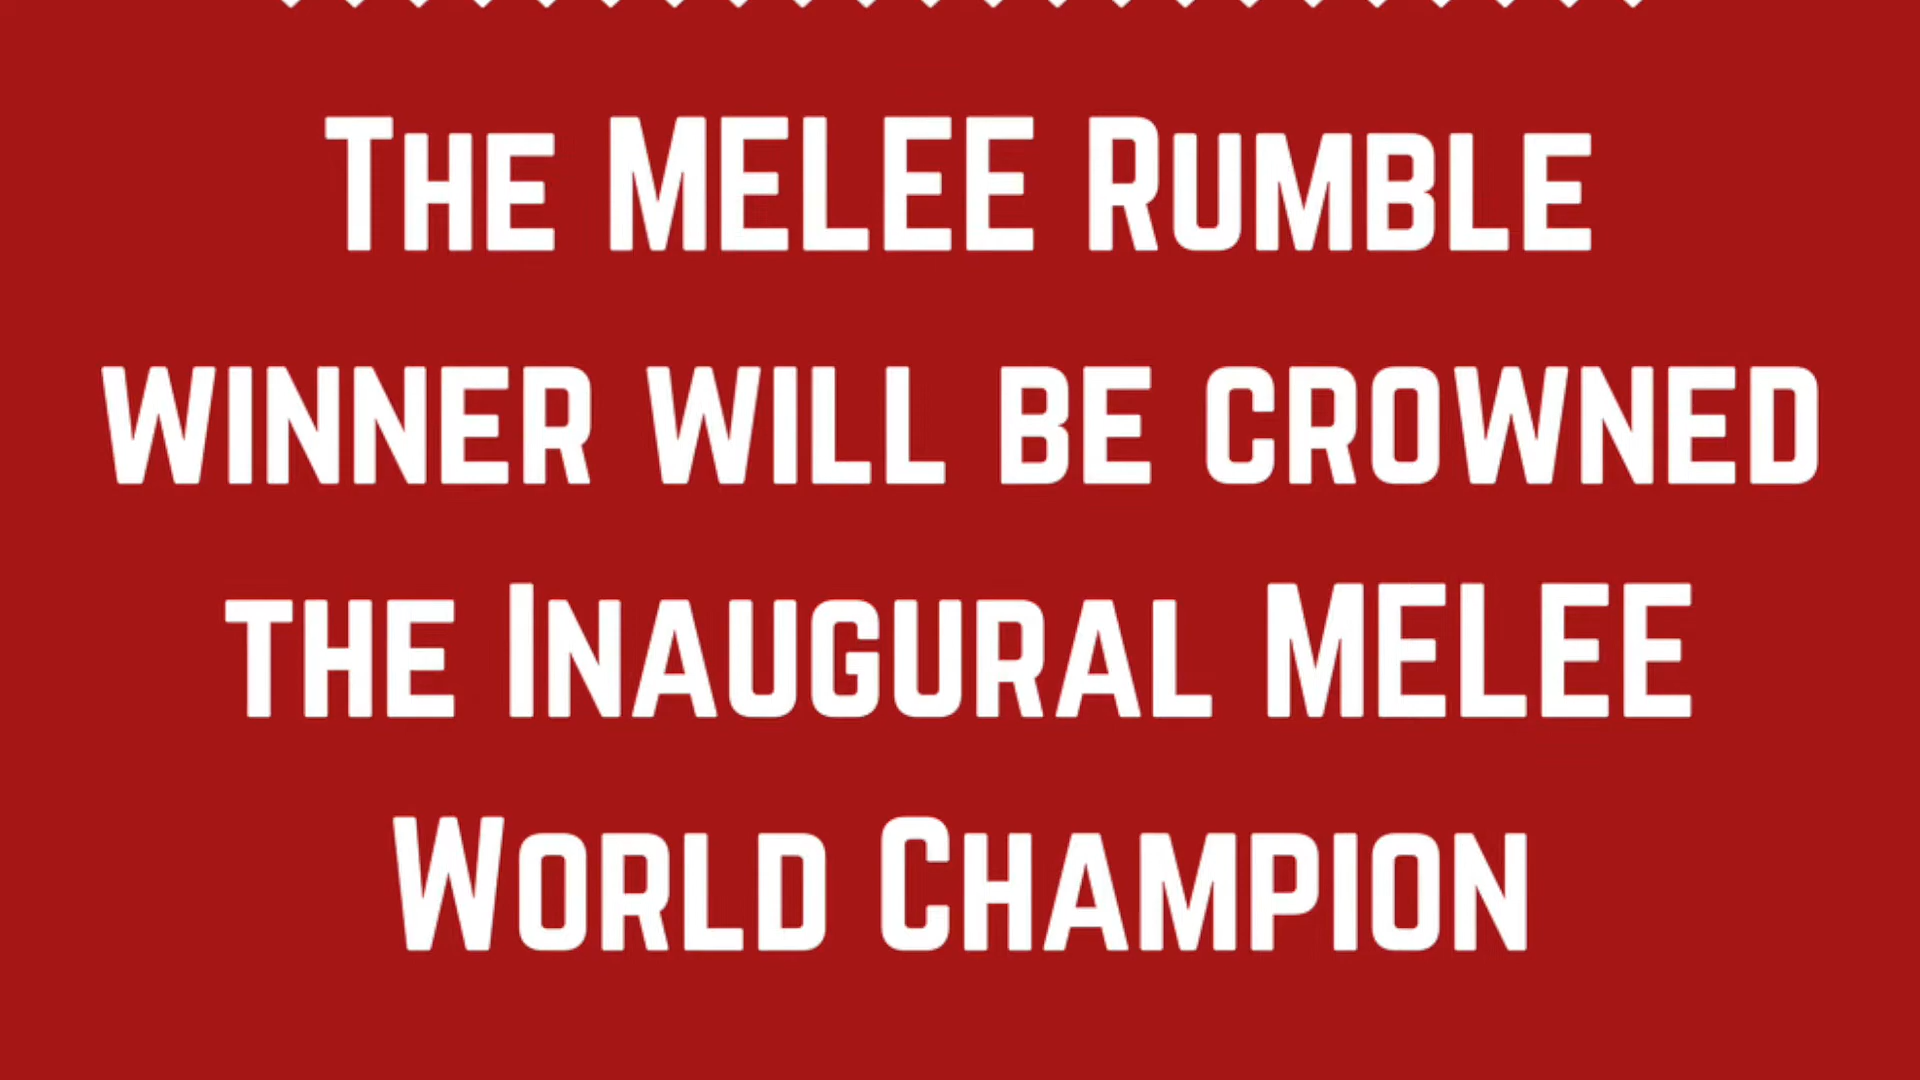 The MELEE Rumble
winner will be crowned
the Inaugural MELEE
World Champion